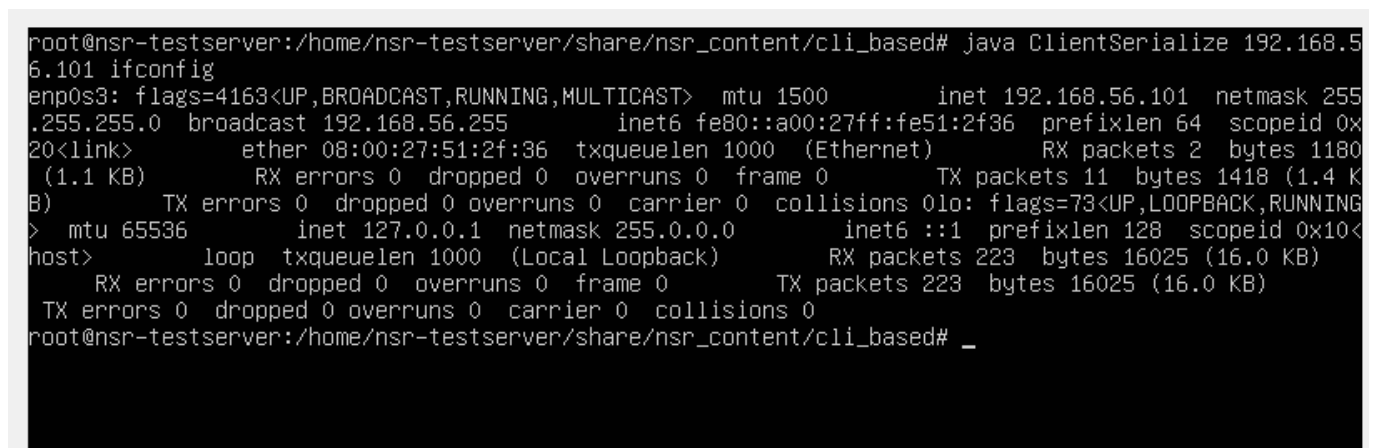 root@nsr-testserver:/home/nsr-testserver/share/nsr_content/cli_based# java ClientSerialize 192.168.5
6.101 ifconfig
enp0s3: flags=4163<UP,BROADCAST,RUNNING,MULTICAST>  mtu 1500        inet 192.168.56.101  netmask 255
.255.255.0  broadcast 192.168.56.255        inet6 fe80::a00:27ff:fe51:2f36  prefixlen 64  scopeid 0x
20<link>        ether 08:00:27:51:2f:36  txqueuelen 1000  (Ethernet)        RX packets 2  bytes 1180
 (1.1 KB)        RX errors 0  dropped 0  overruns 0  frame 0        TX packets 11  bytes 1418 (1.4 K
B)        TX errors 0  dropped 0 overruns 0  carrier 0  collisions 0lo: flags=73<UP,LOOPBACK,RUNNING
>  mtu 65536        inet 127.0.0.1  netmask 255.0.0.0        inet6 ::1  prefixlen 128  scopeid 0x10<
host>        loop  txqueuelen 1000  (Local Loopback)        RX packets 223  bytes 16025 (16.0 KB)
     RX errors 0  dropped 0  overruns 0  frame 0        TX packets 223  bytes 16025 (16.0 KB)
 TX errors 0  dropped 0 overruns 0  carrier 0  collisions 0
root@nsr-testserver:/home/nsr-testserver/share/nsr_content/cli_based# _